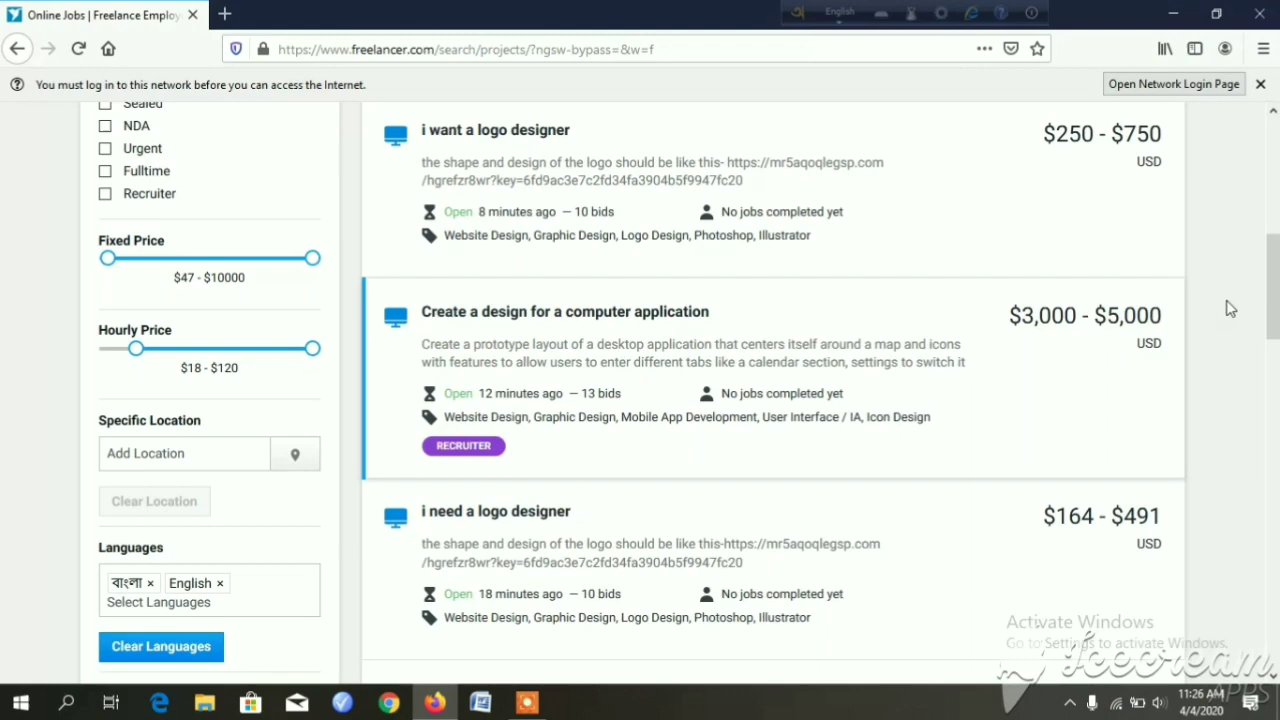 Online Jobs | Freelance Employ
English
https://www.freelancer.com/search/projects/?ngsw-bypass=&w=f
You must log in to this network before you can access the Internet.
Open Network Login Page
Sealed
NDA
Urgent
Fulltime
Recruiter
Fixed Price
$47 - $10000
Hourly Price
$18 - $120
Specific Location
Add Location
Clear Location
Languages
বাংলা × English ×
Select Languages
Clear Languages
i want a logo designer
$250 - $750
USD
the shape and design of the logo should be like this- https://mr5aqoqlegsp.com
/hgrefzr8wr?key=6fd9ac3e7c2fd34fa3904b5f9947fc20
Open 8 minutes ago – 10 bids
No jobs completed yet
Website Design, Graphic Design, Logo Design, Photoshop, Illustrator
Create a design for a computer application
$3,000 - $5,000
USD
Create a prototype layout of a desktop application that centers itself around a map and icons
with features to allow users to enter different tabs like a calendar section, settings to switch it
Open 12 minutes ago – 13 bids
No jobs completed yet
Website Design, Graphic Design, Mobile App Development, User Interface / IA, Icon Design
RECRUITER
i need a logo designer
$164 - $491
USD
the shape and design of the logo should be like this-https://mr5aqoqlegsp.com
/hgrefzr8wr?key=6fd9ac3e7c2fd34fa3904b5f9947fc20
Open 18 minutes ago – 10 bids
No jobs completed yet
Website Design, Graphic Design, Logo Design, Photoshop, Illustrator
Activate Windows
Go to Settings to activate Windows.
Icecream
APPS
11:26 AM
4/4/2020